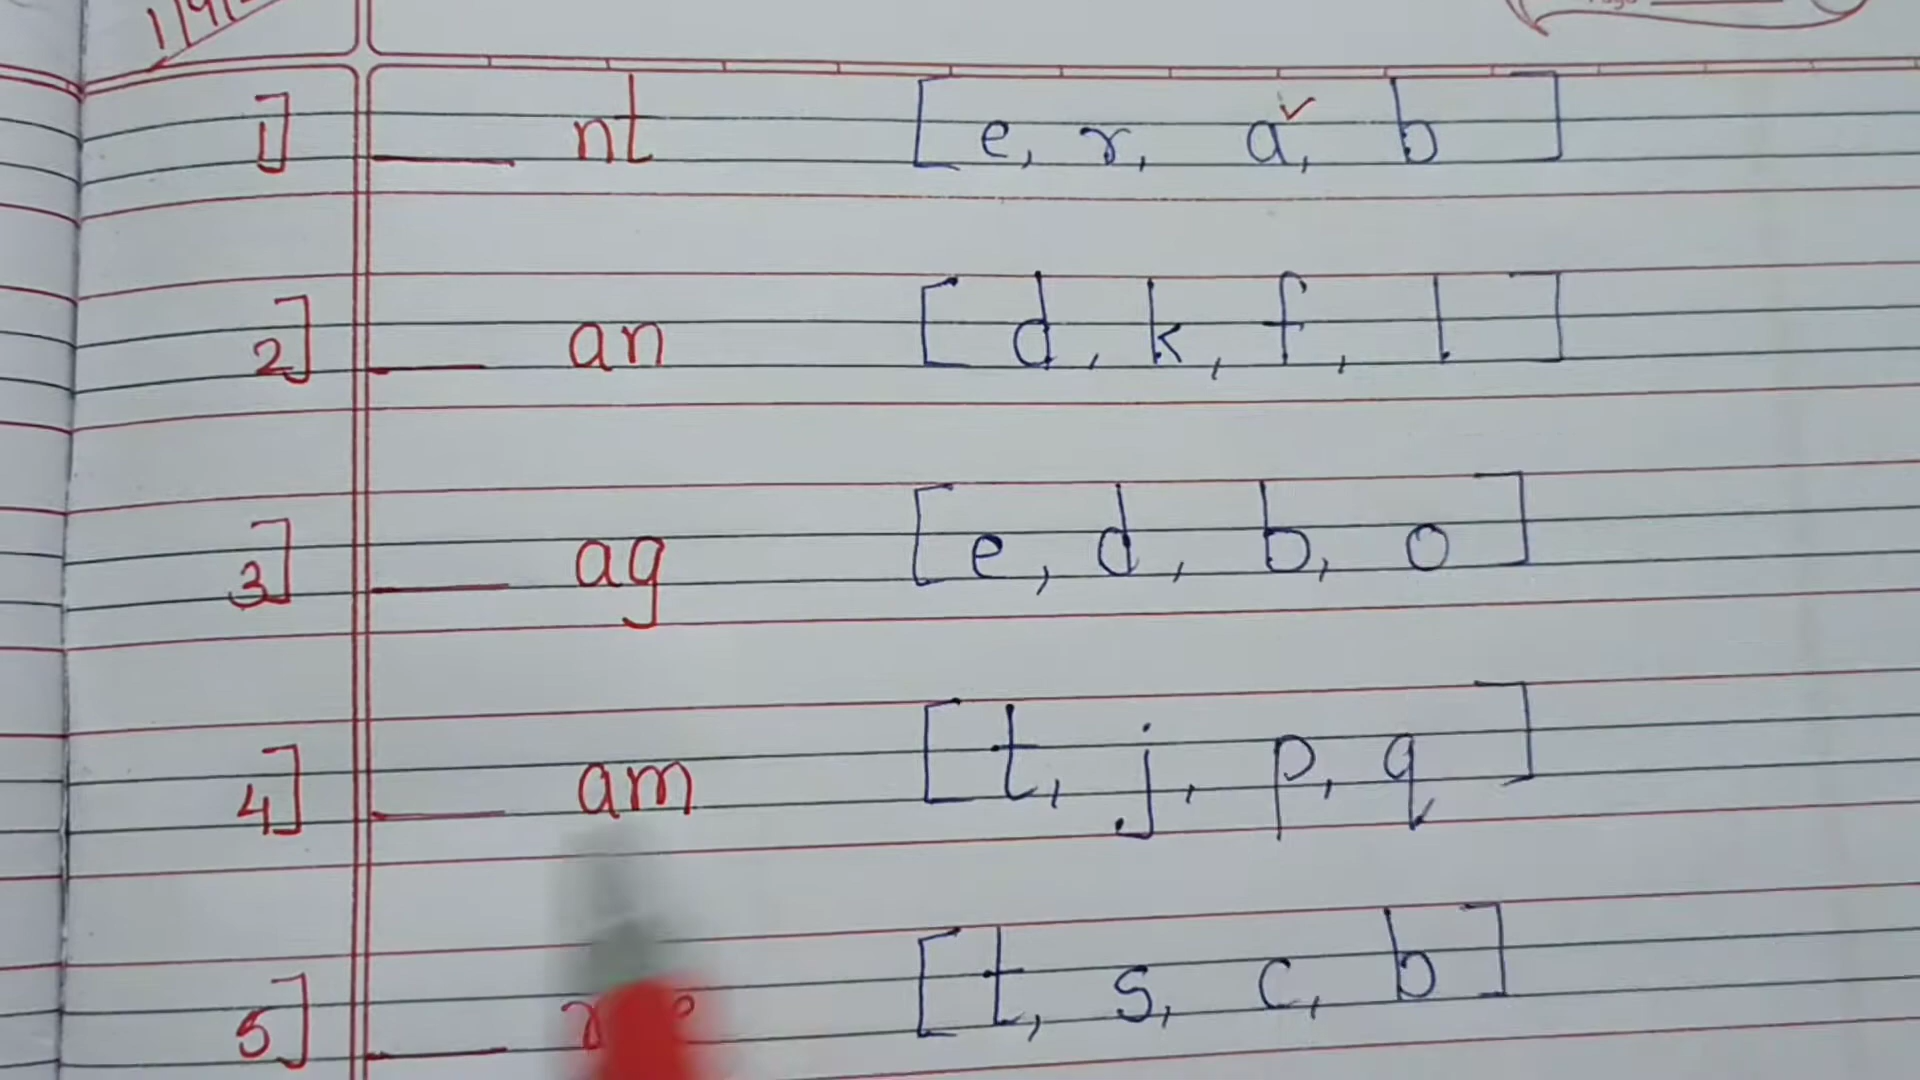 1] ___ nt [ e, r, a, b ]
2] ___ an [ d, k, f, l ]
3] ___ ag [ e, d, b, o ]
4] ___ am [ t, j, p, q ]
5] ___ [ t, s, c, b ]